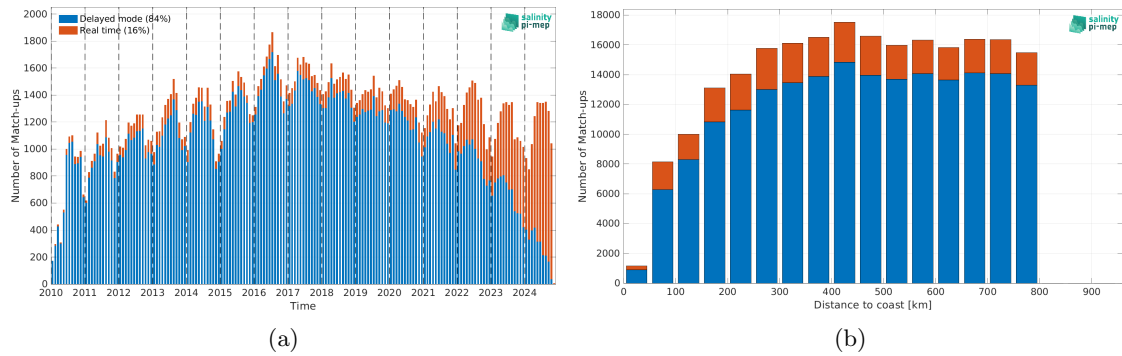 Delayed mode (84%)
Real time (16%)
salinity
pi-mep
Number of Match-ups
2000
1800
1600
1400
1200
1000
800
600
400
200
0
2010 2011 2012 2013 2014 2015 2016 2017 2018 2019 2020 2021 2022 2023 2024
Time
(a)
salinity
pi-mep
Number of Match-ups
18000
16000
14000
12000
10000
8000
6000
4000
2000
0
0 100 200 300 400 500 600 700 800 900
Distance to coast [km]
(b)